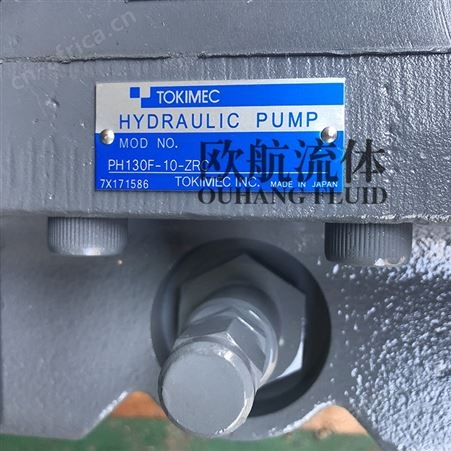 TOKIMEC
HYDRAULIC PUMP
MOD NO.
PH130F-10-ZRC
7X171586 TOKIMEC INC. MADE IN JAPAN
欧航流体
OUHANG FLUID